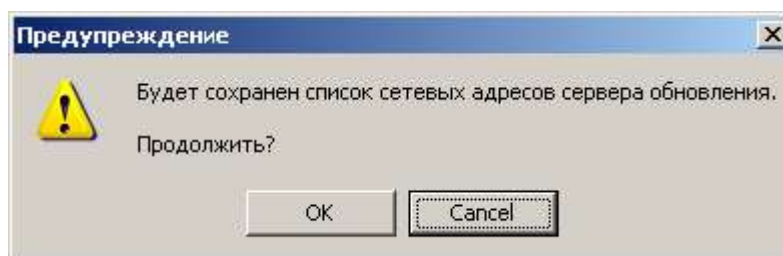 Предупреждение
Будет сохранен список сетевых адресов сервера обновления.
Продолжить?
OK Cancel